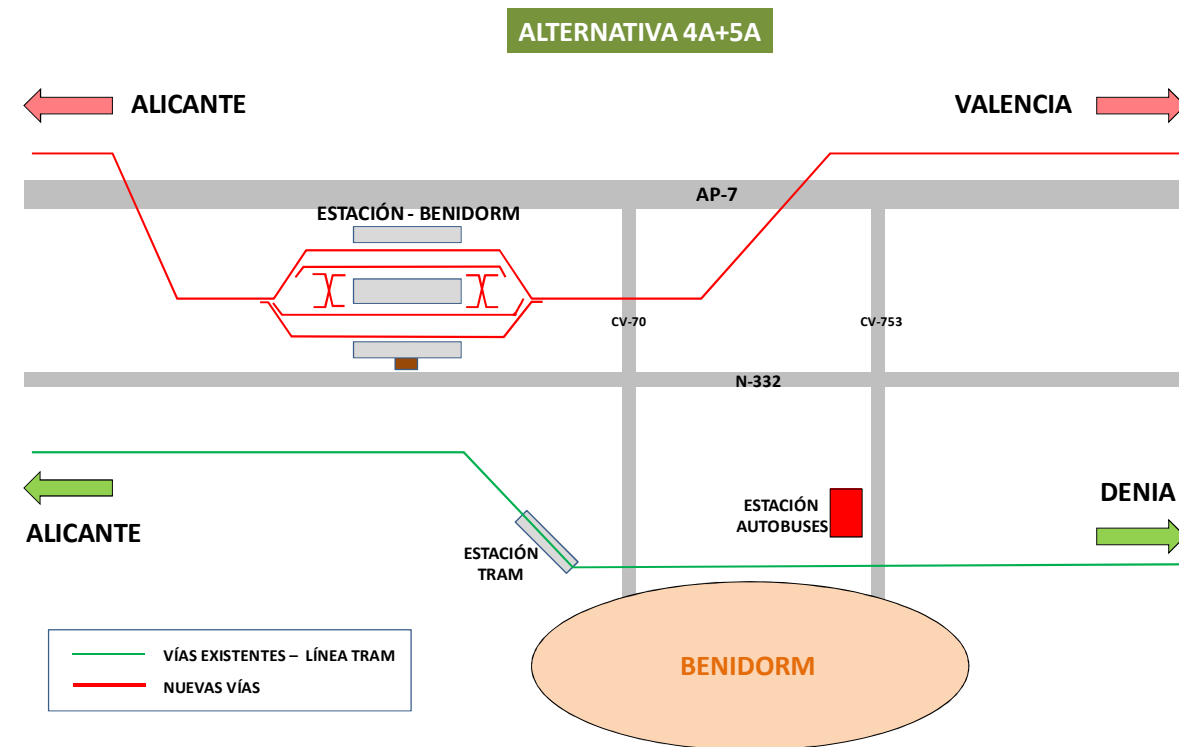 ALTERNATIVA 4A+5A
ALICANTE
VALENCIA
AP-7
ESTACIÓN - BENIDORM
CV-70
CV-753
N-332
ALICANTE
DENIA
ESTACIÓN
AUTOBUSES
ESTACIÓN
TRAM
VÍAS EXISTENTES – LÍNEA TRAM
NUEVAS VÍAS
BENIDORM